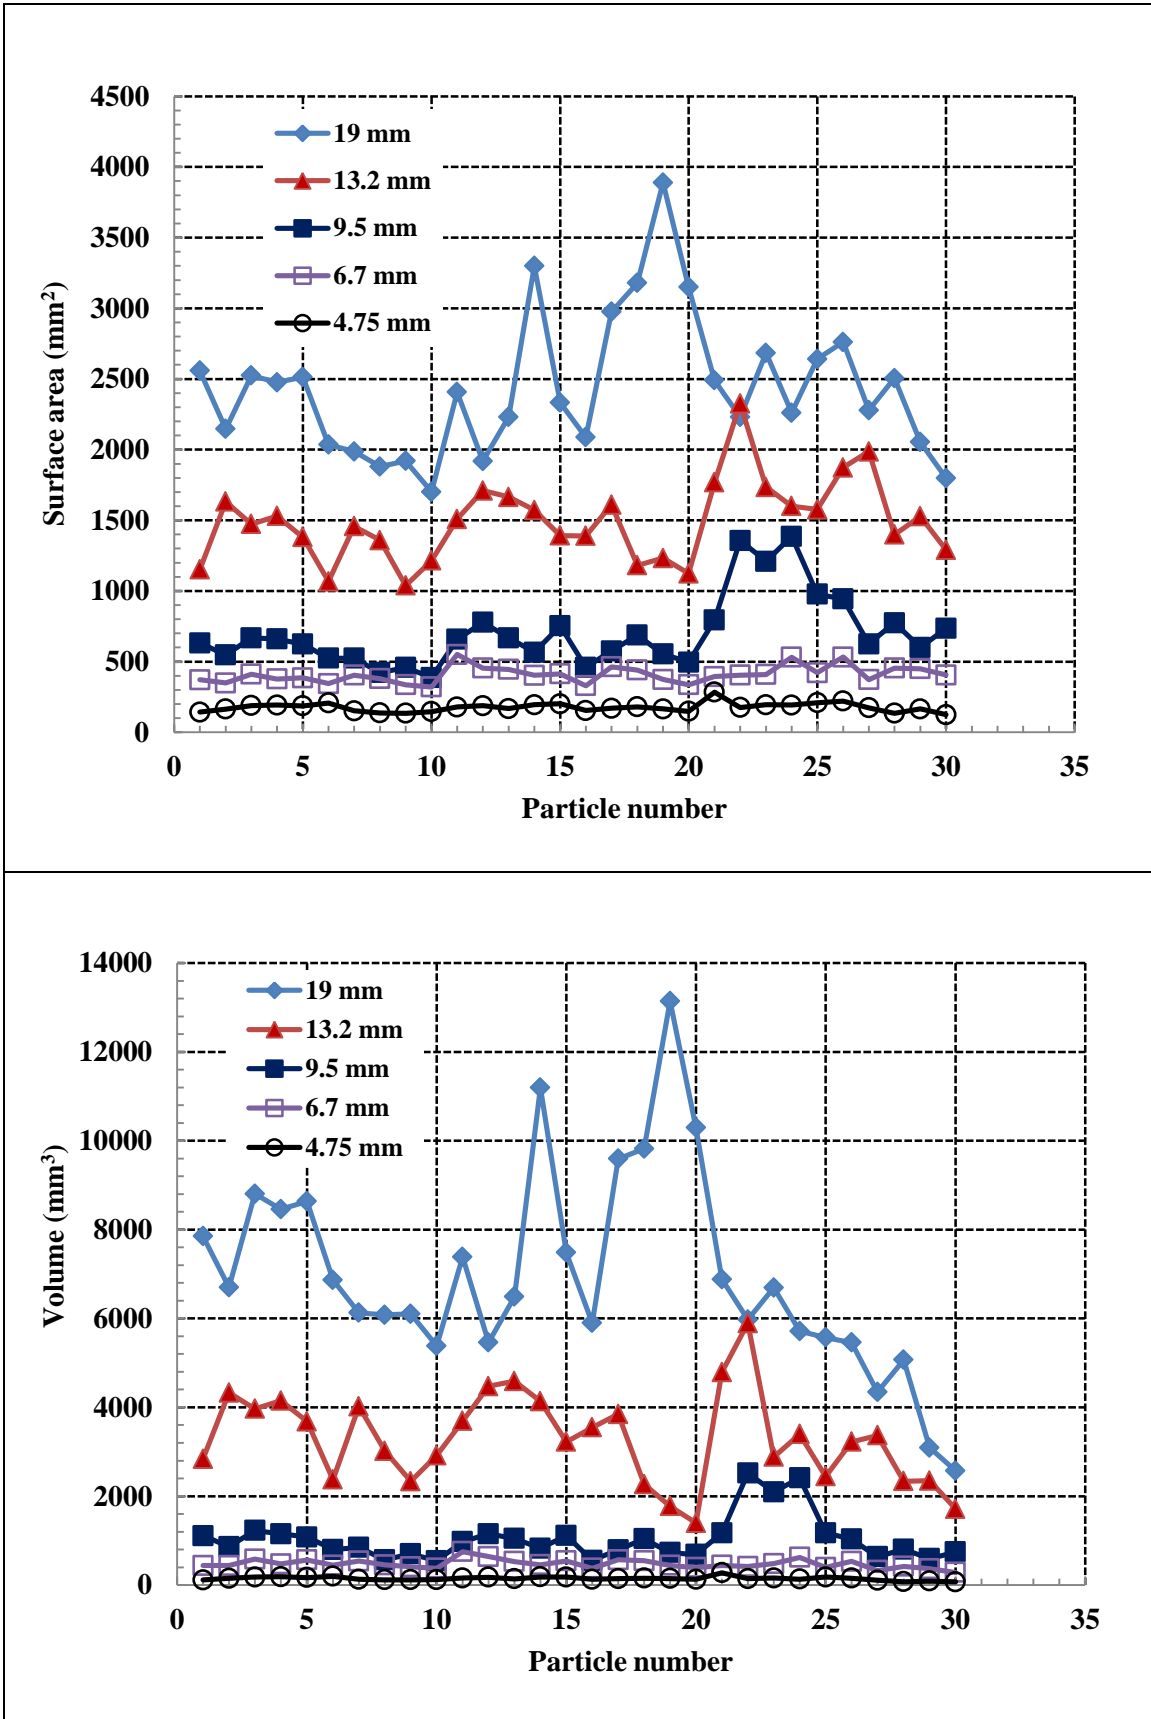 4500
4000
3500
3000
2500
2000
1500
1000
500
0
Surface area (mm²)
19 mm
13.2 mm
9.5 mm
6.7 mm
4.75 mm
0 5 10 15 20 25 30 35
Particle number
14000
12000
10000
8000
6000
4000
2000
0
Volume (mm³)
19 mm
13.2 mm
9.5 mm
6.7 mm
4.75 mm
0 5 10 15 20 25 30 35
Particle number